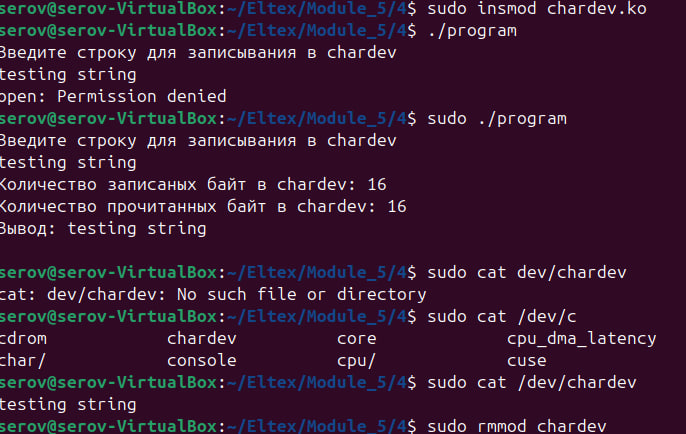 serov@serov-VirtualBox:~/Eltex/Module_5/4$ sudo insmod chardev.ko
serov@serov-VirtualBox:~/Eltex/Module_5/4$ ./program
Введите строку для записывания в chardev
testing string
open: Permission denied
serov@serov-VirtualBox:~/Eltex/Module_5/4$ sudo ./program
Введите строку для записывания в chardev
testing string
Количество записаных байт в chardev: 16
Количество прочитанных байт в chardev: 16
Вывод: testing string
serov@serov-VirtualBox:~/Eltex/Module_5/4$ sudo cat dev/chardev
cat: dev/chardev: No such file or directory
serov@serov-VirtualBox:~/Eltex/Module_5/4$ sudo cat /dev/c
cdrom chardev core cpu_dma_latency
char/ console cpu/ cuse
serov@serov-VirtualBox:~/Eltex/Module_5/4$ sudo cat /dev/chardev
testing string
serov@serov-VirtualBox:~/Eltex/Module_5/4$ sudo rmmod chardev